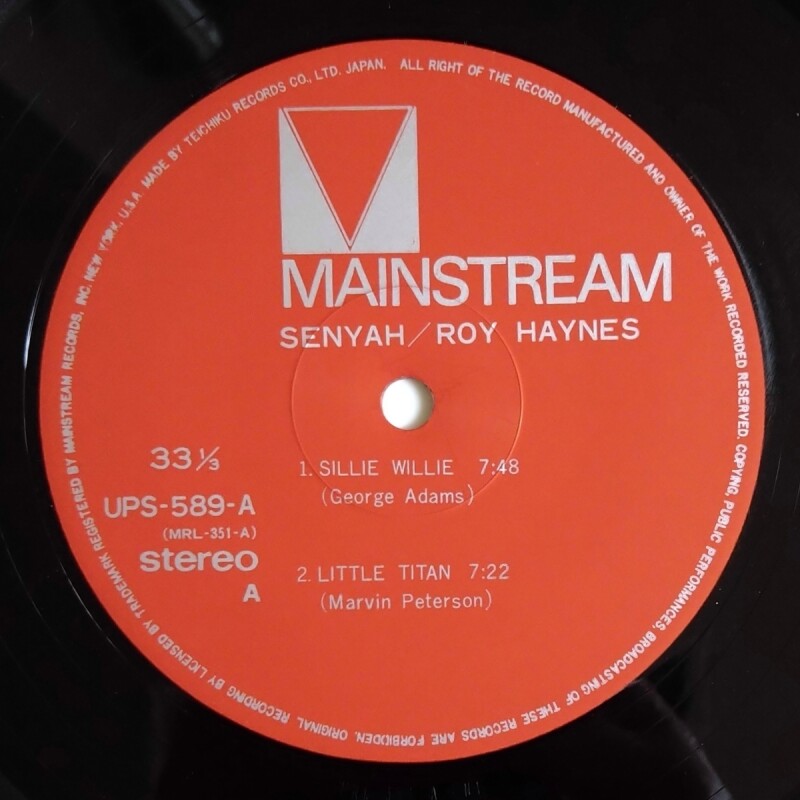 MAINSTREAM
SENYAH/ROY HAYNES
33 1/3
UPS-589-A
(MRL-351-A)
stereo
A
1. SILLIE WILLIE 7:48
(George Adams)
2. LITTLE TITAN 7:22
(Marvin Peterson)
ORIGINAL RECORDING BY LICENSED BY TRADEMARK REGISTERED BY MAINSTREAM RECORDS, INC. NEW YORK, U.S.A. MADE BY TEICHIKU RECORDS CO., LTD. JAPAN. ALL RIGHT OF THE RECORD MANUFACTURED AND OWNER OF THE WORK RECORDED RESERVED. COPYING, PUBLIC PERFORMANCES, BROADCASTING OF THESE RECORDS ARE FORBIDDEN.